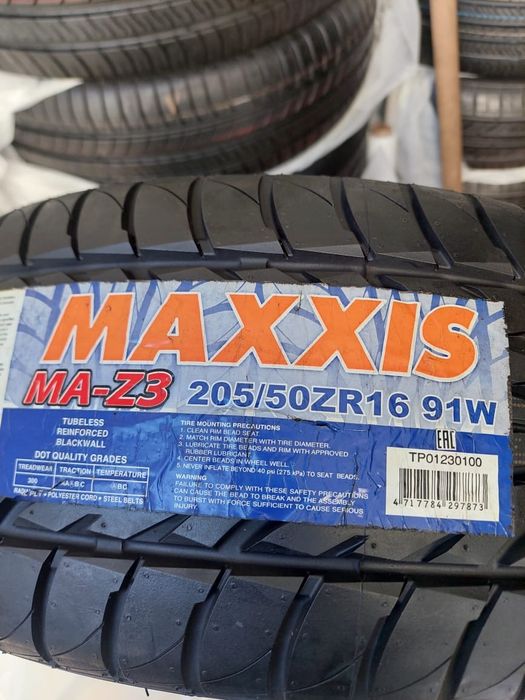 MAXXIS
MA-Z3 205/50ZR16 91W
TUBELESS
REINFORCED
BLACKWALL
DOT QUALITY GRADES
TREADWEAR TRACTION TEMPERATURE
300
POLYESTER CORD + STEEL BELTS
TIRE MOUNTING PRECAUTIONS
1. CLEAN RIM BEAD SEAT
2. MATCH RIM DIAMETER WITH TIRE DIAMETER.
3. LUBRICATE TIRE BEADS AND RIM WITH APPROVED
RUBBER LUBRICANT
4. CENTER BEADS IN WHEEL WELL.
5. NEVER INFLATE BEYOND 40 psi (275 kPa) TO SEAT BEADS.
WARNING
FAILURE TO COMPLY WITH THESE SAFETY PRECAUTIONS
CAN CAUSE THE BEAD TO BREAK AND THE ASSEMBLY
TO BURST WITH FORCE SUFFICIENT TO CAUSE SERIOUS
INJURY.
EAC
TP01230100
4 717784 297873